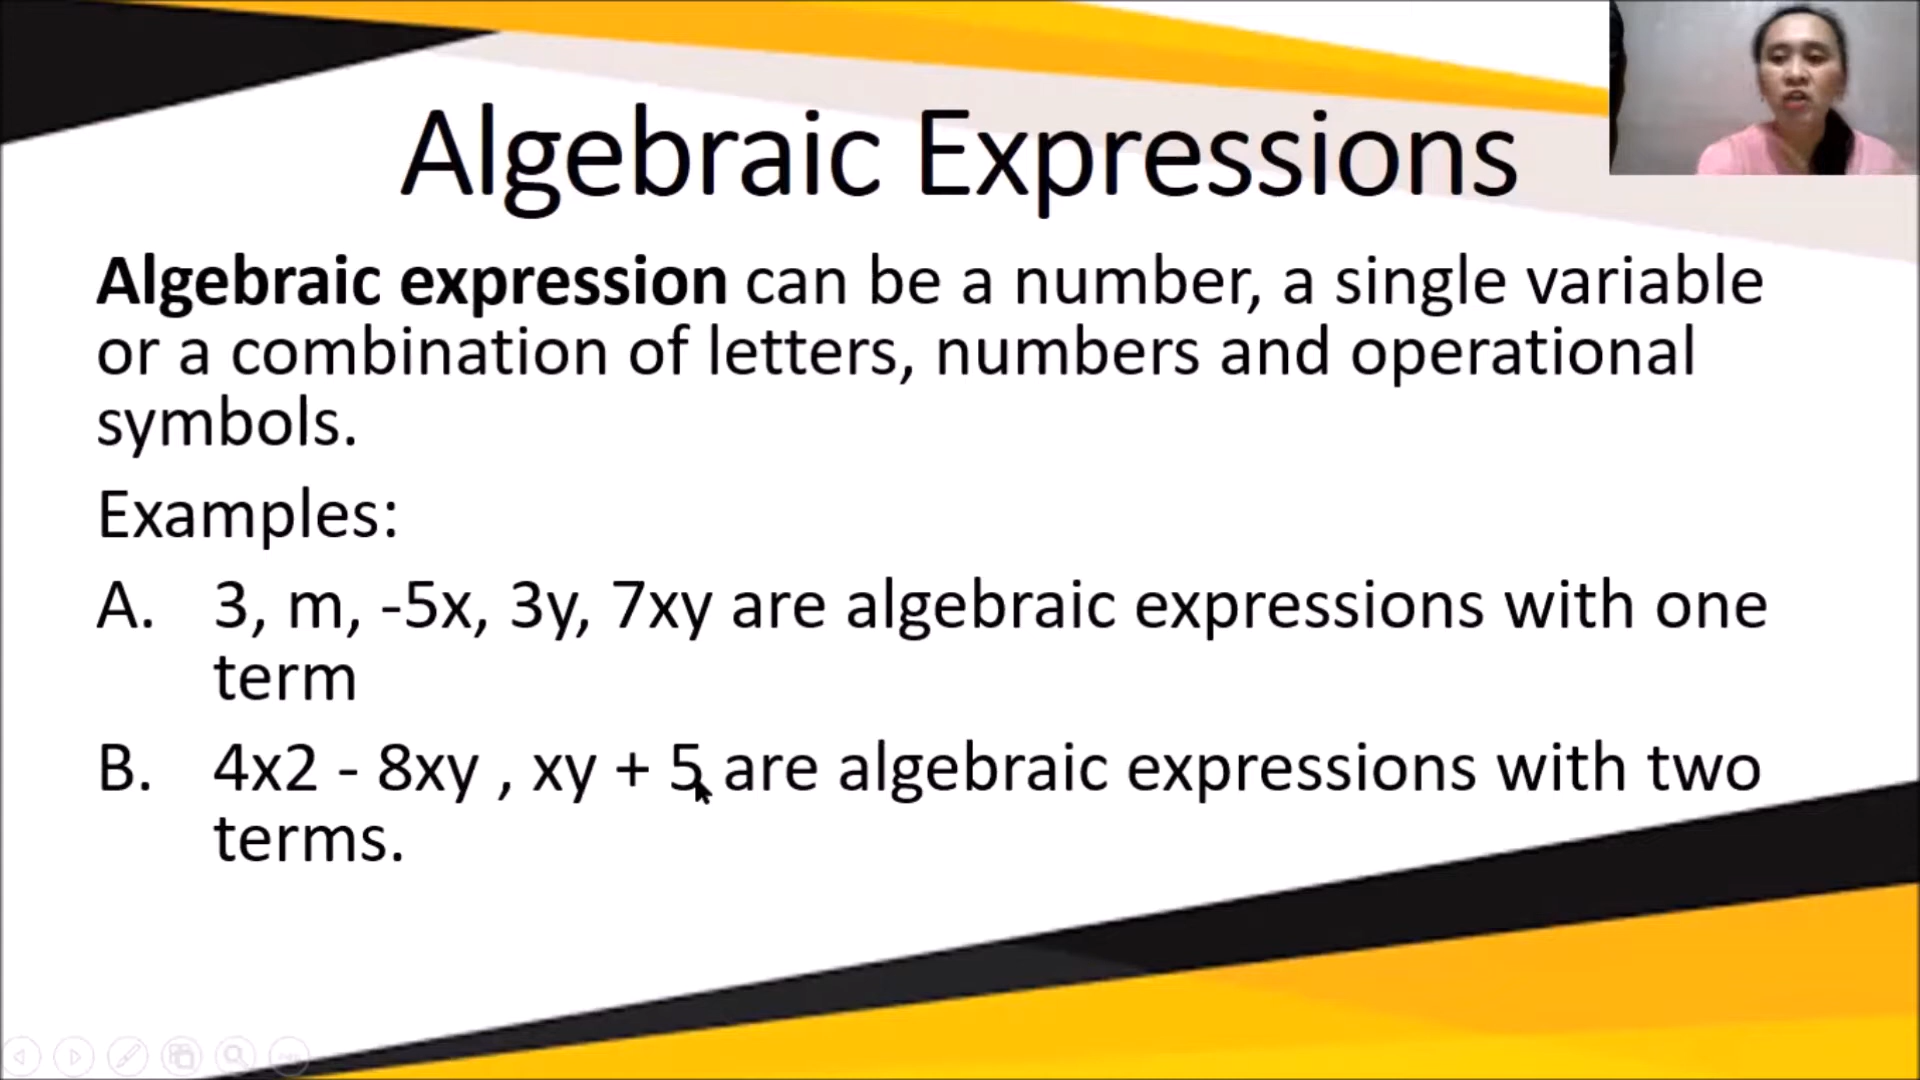 Algebraic Expressions
Algebraic expression can be a number, a single variable
or a combination of letters, numbers and operational
symbols.
Examples:
A. 3, m, -5x, 3y, 7xy are algebraic expressions with one
term
B. 4x2 - 8xy , xy + 5 are algebraic expressions with two
terms.